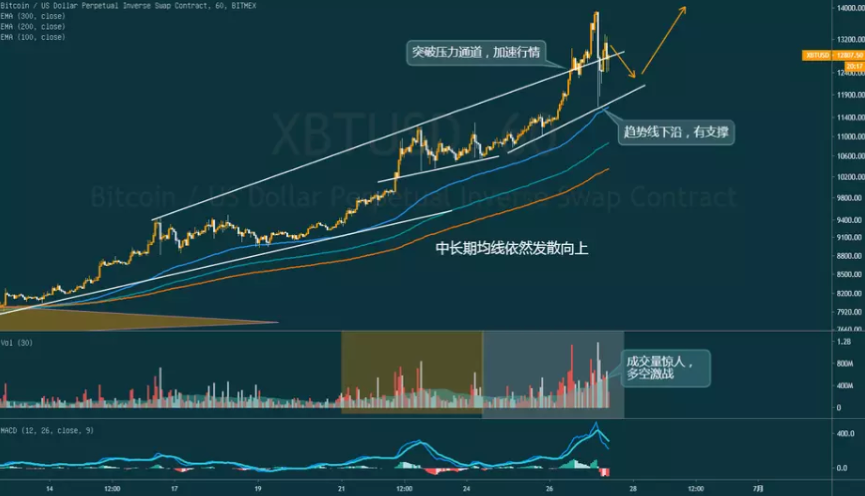 Bitcoin / US Dollar Perpetual Inverse Swap Contract, 60, BITMEX
EMA (300, close)
EMA (200, close)
EMA (100, close)
14000.00
突破压力通道，加速行情
13200.00
XBTUSD 12807.50
20:17
12400.00
11900.00
XBTUSD, 60
11400.00
趋势线下沿，有支撑
11000.00
10600.00
Bitcoin / US Dollar Perpetual Inverse Swap Contract
10200.00
9800.00
9400.00
中长期均线依然发散向上
9100.00
8800.00
8500.00
8200.00
7920.00
7660.00
Vol (30)
1.2B
成交量惊人，
多空激战
800M
400M
0
MACD (12, 26, close, 9)
400.0
0.0
14 12:00 17 19 21 12:00 24 26 28 12:00 7月